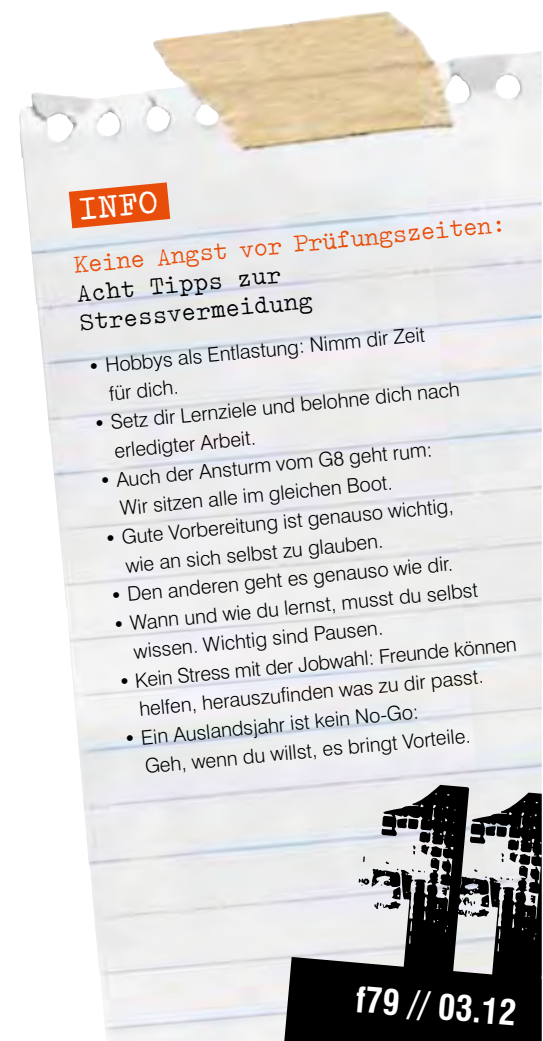 INFO
Keine Angst vor Prüfungszeiten:
Acht Tipps zur
Stressvermeidung
• Hobbys als Entlastung: Nimm dir Zeit
für dich.
• Setz dir Lernziele und belohne dich nach
erledigter Arbeit.
• Auch der Ansturm vom G8 geht rum:
Wir sitzen alle im gleichen Boot.
• Gute Vorbereitung ist genauso wichtig,
wie an sich selbst zu glauben.
• Den anderen geht es genauso wie dir.
• Wann und wie du lernst, musst du selbst
wissen. Wichtig sind Pausen.
• Kein Stress mit der Jobwahl: Freunde können
helfen, herauszufinden was zu dir passt.
• Ein Auslandsjahr ist kein No-Go:
Geh, wenn du willst, es bringt Vorteile.
11
f79 // 03.12